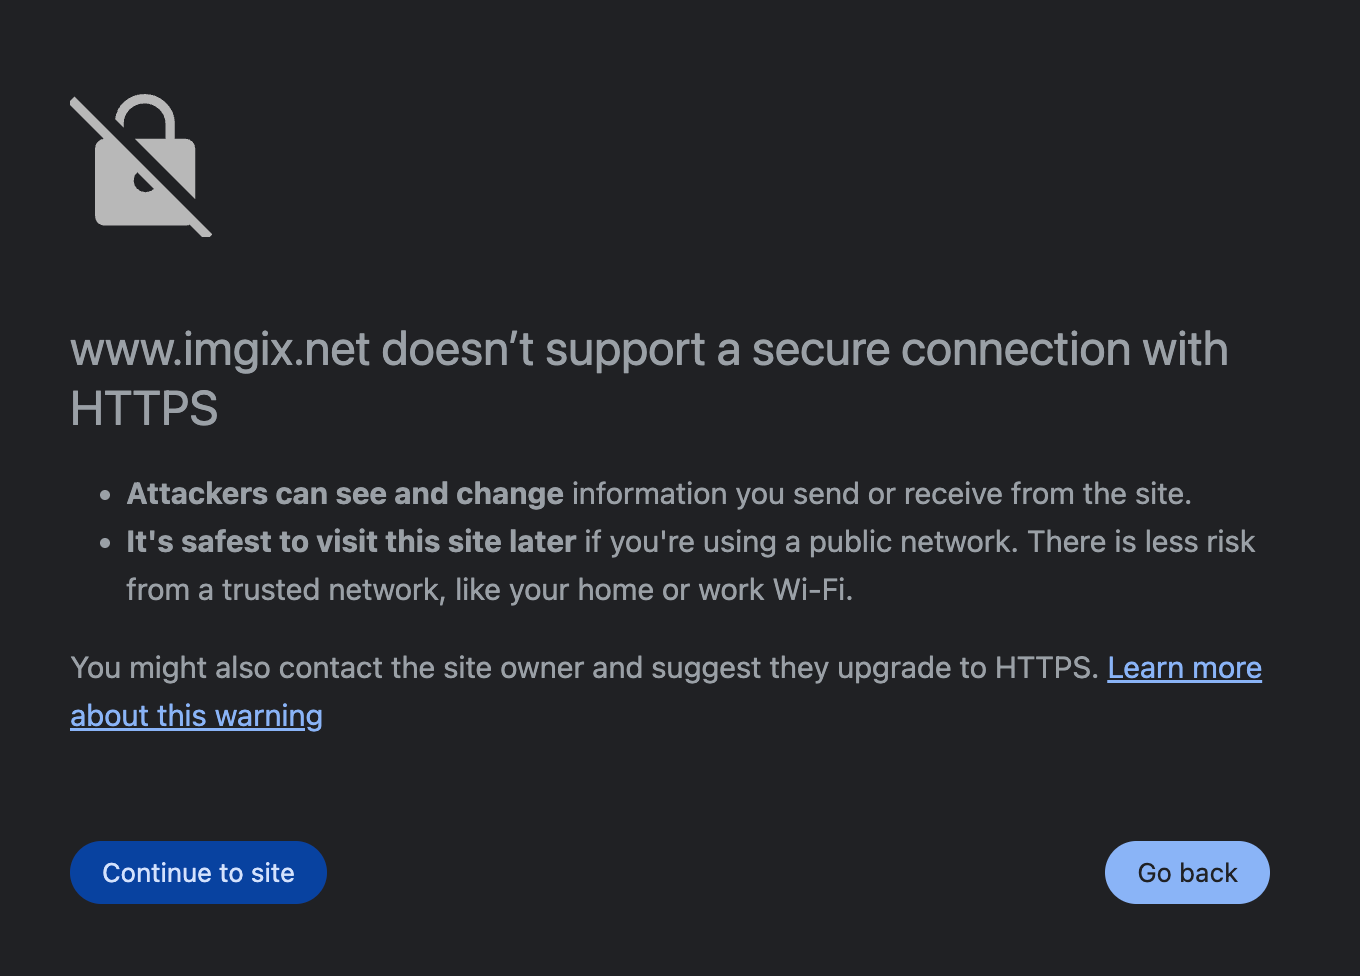 www.imgix.net doesn’t support a secure connection with
HTTPS
Attackers can see and change information you send or receive from the site.
It's safest to visit this site later if you're using a public network. There is less risk
from a trusted network, like your home or work Wi-Fi.
You might also contact the site owner and suggest they upgrade to HTTPS. Learn more
about this warning
Continue to site
Go back